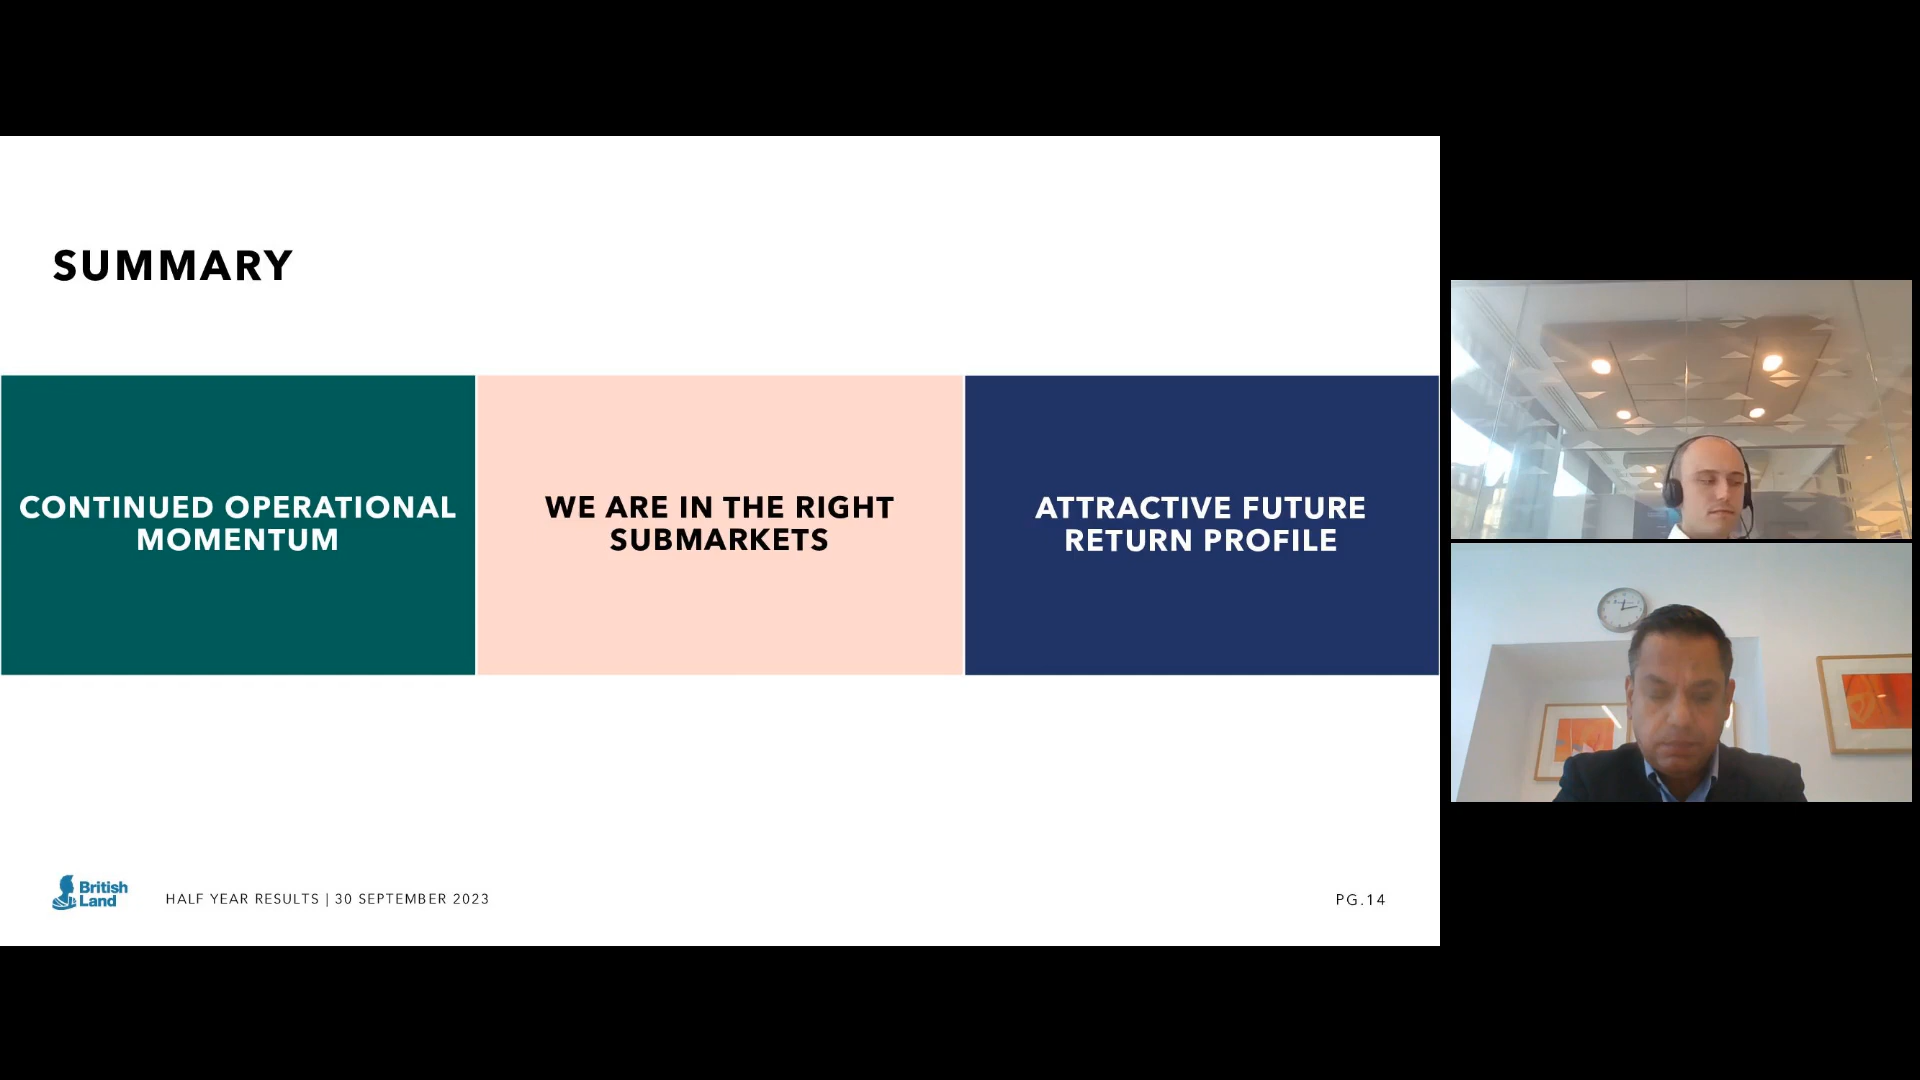 SUMMARY
CONTINUED OPERATIONAL
MOMENTUM
WE ARE IN THE RIGHT
SUBMARKETS
ATTRACTIVE FUTURE
RETURN PROFILE
British
Land
HALF YEAR RESULTS | 30 SEPTEMBER 2023
PG.14